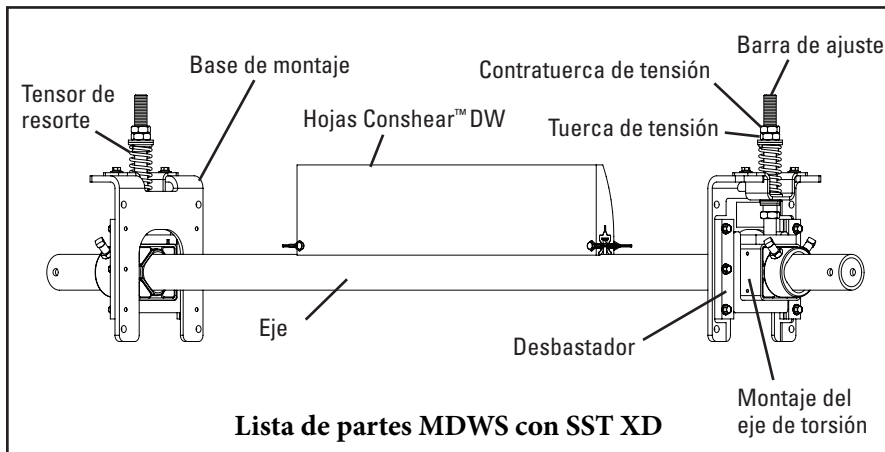 Barra de ajuste
Base de montaje
Contratuerca de tensión
Tensor de
resorte
Hojas Conshear™ DW
Tuerca de tensión
Eje
Desbastador
Montaje del
eje de torsión
Lista de partes MDWS con SST XD